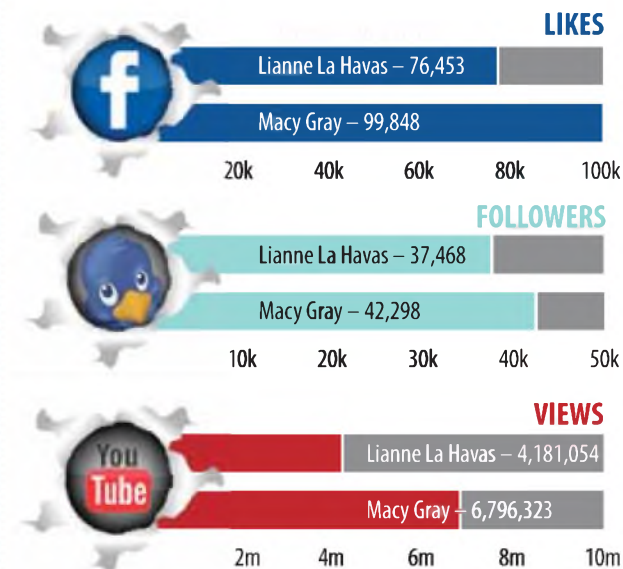 LIKES
f
Lianne La Havas – 76,453
Macy Gray – 99,848
20k 40k 60k 80k 100k
FOLLOWERS
Lianne La Havas – 37,468
Macy Gray – 42,298
10k 20k 30k 40k 50k
VIEWS
You
Tube
Lianne La Havas – 4,181,054
Macy Gray – 6,796,323
2m 4m 6m 8m 10m